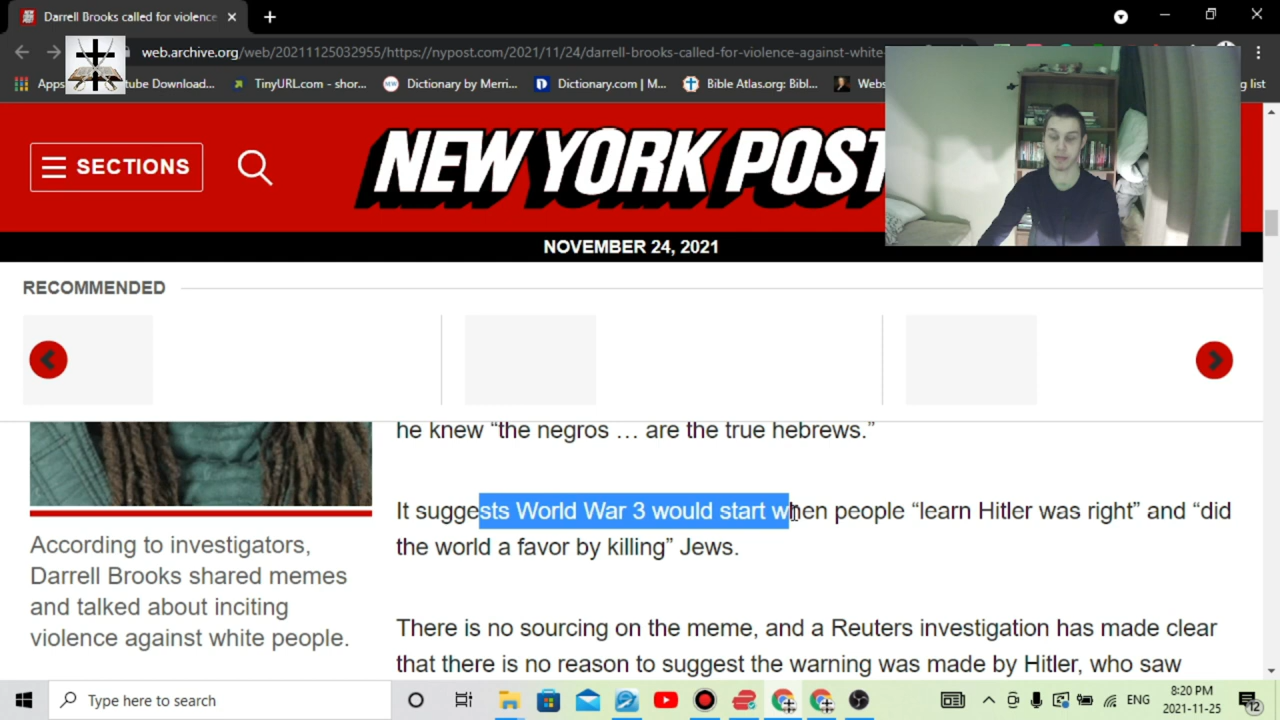 Darrell Brooks called for violence
web.archive.org/web/20211125032955/https://nypost.com/2021/11/24/darrell-brooks-called-for-violence-against-white-
Apps
tube Download...
TinyURL.com - shor...
Dictionary by Merri...
Dictionary.com | M...
Bible Atlas.org: Bibl...
Webs
g list
SECTIONS
NEW YORK POST
NOVEMBER 24, 2021
RECOMMENDED
he knew “the negros … are the true hebrews.”
It suggests World War 3 would start when people “learn Hitler was right” and “did
the world a favor by killing” Jews.
According to investigators,
Darrell Brooks shared memes
and talked about inciting
violence against white people.
There is no sourcing on the meme, and a Reuters investigation has made clear
that there is no reason to suggest the warning was made by Hitler, who saw
Type here to search
ENG
8:20 PM
2021-11-25
12